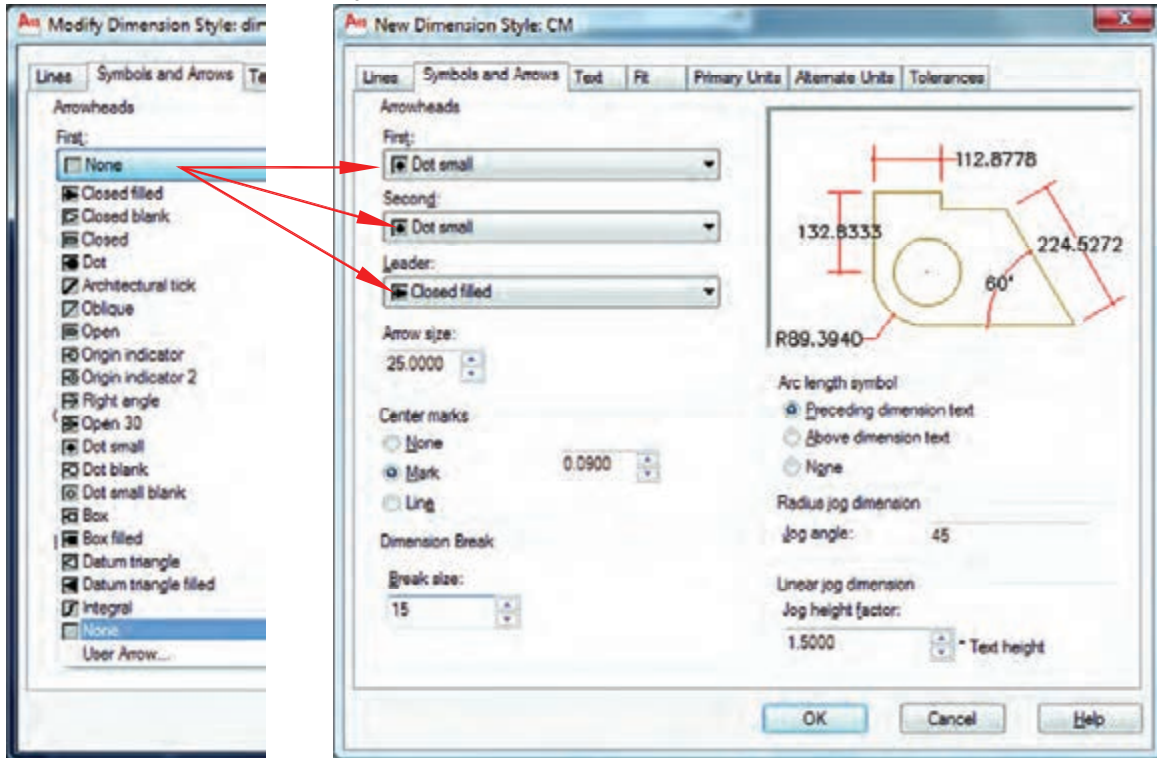 Modify Dimension Style: dim
Lines Symbols and Arrows Te
Arrowheads
First:
None
Closed filled
Closed blank
Closed
Dot
Architectural tick
Oblique
Open
Origin indicator
Origin indicator 2
Right angle
Open 30
Dot small
Dot blank
Dot small blank
Box
Box filled
Datum triangle
Datum triangle filled
Integral
None
User Arrow...
New Dimension Style: CM
Lines Symbols and Arrows Text Fit Primary Units Alternate Units Tolerances
Arrowheads
First:
Dot small
Second:
Dot small
Leader:
Closed filled
Arrow size:
25.0000
Center marks
None
Mark
0.0900
Line
Dimension Break
Break size:
15
112.8778
132.8333
224.5272
60°
R89.3940
Arc length symbol
Preceding dimension text
Above dimension text
None
Radius jog dimension
Jog angle: 45
Linear jog dimension
Jog height factor:
1.5000 * Text height
OK Cancel Help